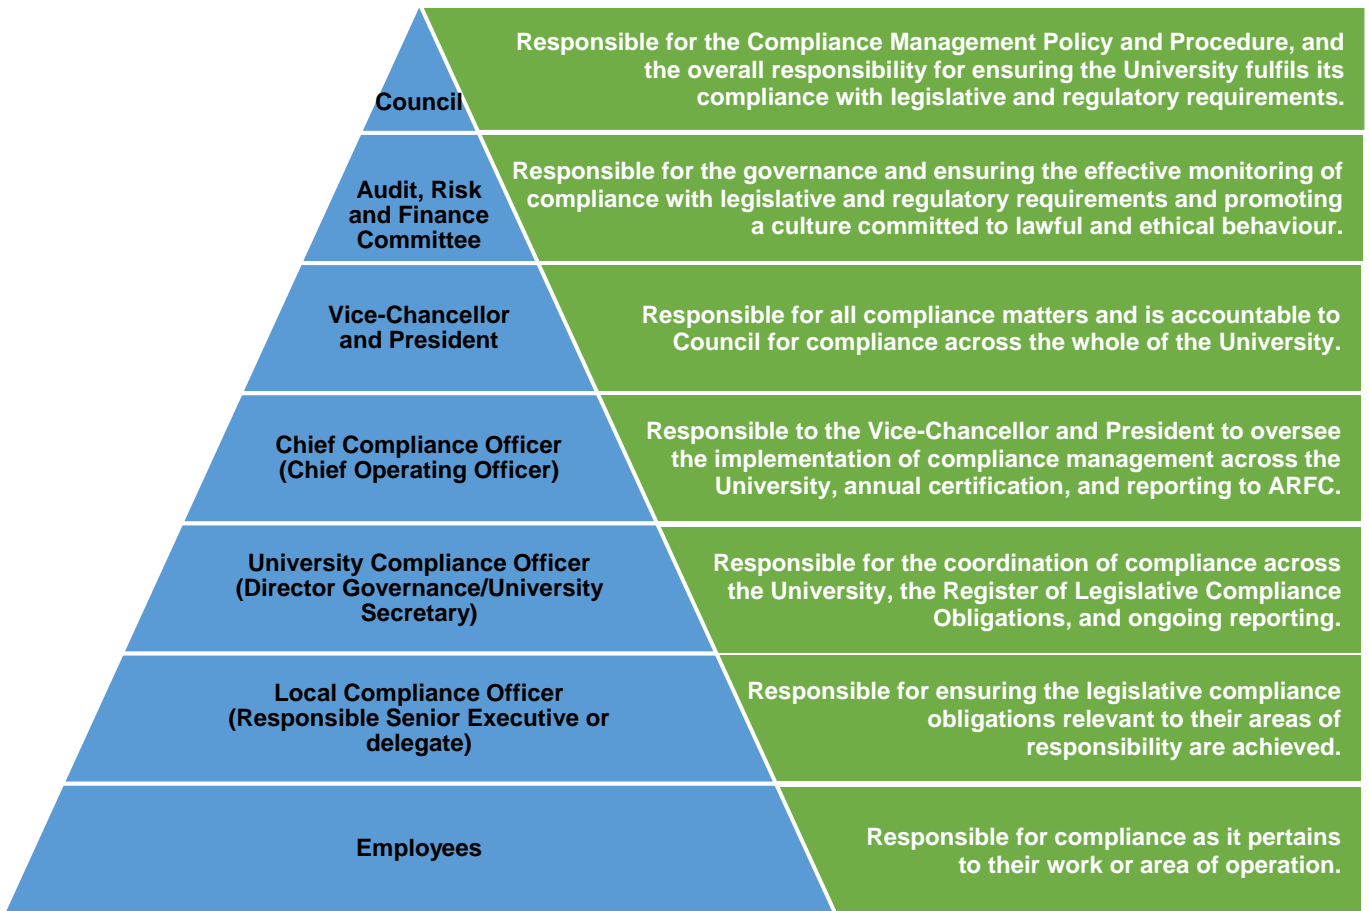 Council
Responsible for the Compliance Management Policy and Procedure, and
the overall responsibility for ensuring the University fulfils its
compliance with legislative and regulatory requirements.
Audit, Risk
and Finance
Committee
Responsible for the governance and ensuring the effective monitoring of
compliance with legislative and regulatory requirements and promoting
a culture committed to lawful and ethical behaviour.
Vice-Chancellor
and President
Responsible for all compliance matters and is accountable to
Council for compliance across the whole of the University.
Chief Compliance Officer
(Chief Operating Officer)
Responsible to the Vice-Chancellor and President to oversee
the implementation of compliance management across the
University, annual certification, and reporting to ARFC.
University Compliance Officer
(Director Governance/University
Secretary)
Responsible for the coordination of compliance across
the University, the Register of Legislative Compliance
Obligations, and ongoing reporting.
Local Compliance Officer
(Responsible Senior Executive or
delegate)
Responsible for ensuring the legislative compliance
obligations relevant to their areas of
responsibility are achieved.
Employees
Responsible for compliance as it pertains
to their work or area of operation.